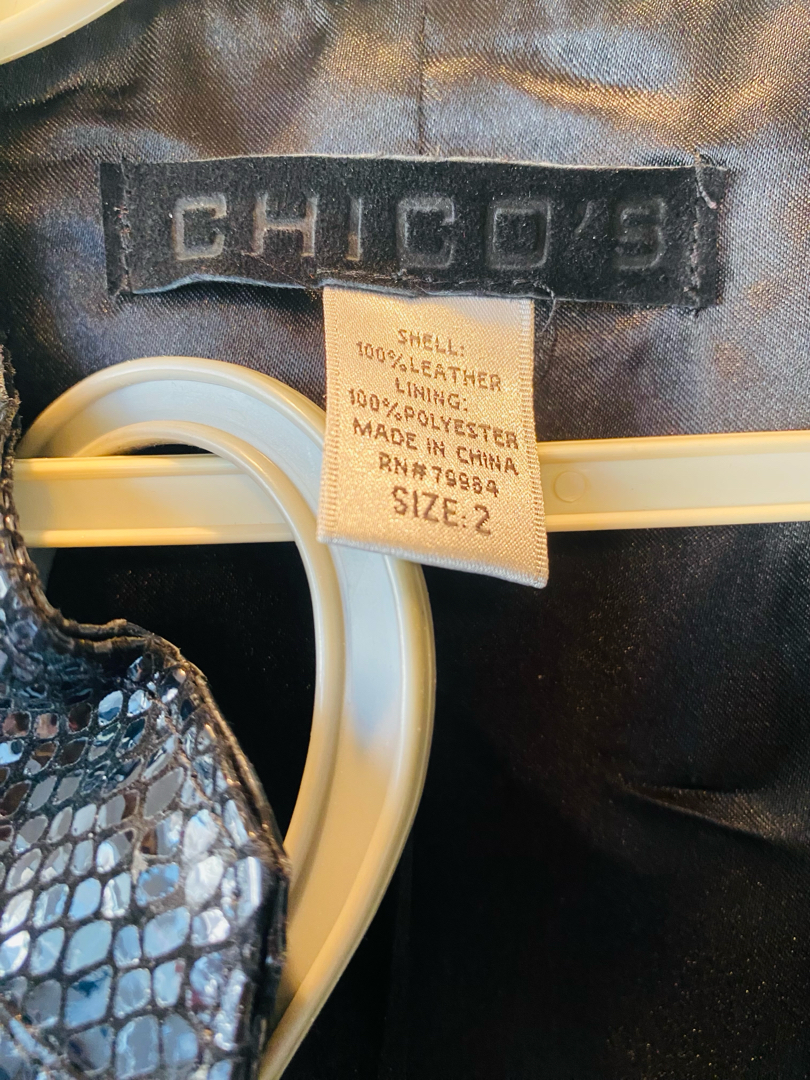 CHICO'S
SHELL:
100%LEATHER
LINING:
100%POLYESTER
MADE IN CHINA
RN#79984
SIZE:2